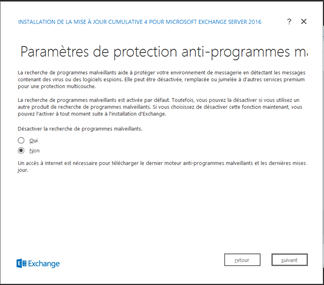 INSTALLATION DE LA MISE À JOUR CUMULATIVE 4 POUR MICROSOFT EXCHANGE SERVER 2016 ? ×
Paramètres de protection anti-programmes ma
La recherche de programmes malveillants aide à protéger votre environnement de messagerie en détectant les messages
contenant des virus ou des logiciels espions. Elle peut être désactivée, remplacée ou jumelée à d'autres services premium
pour une protection multicouche.
La recherche de programmes malveillants est activée par défaut. Toutefois, vous pouvez la désactiver si vous utilisez un
autre produit de recherche de programmes malveillants. Si vous choisissez de désactiver cette fonction maintenant, vous
pouvez l'activer à tout moment suite à l'installation d'Exchange.
Désactiver la recherche de programmes malveillants.
Oui
Non
Un accès à internet est nécessaire pour télécharger le dernier moteur anti-programmes malveillants et les dernières mises
jour.
Exchange
retour
suivant